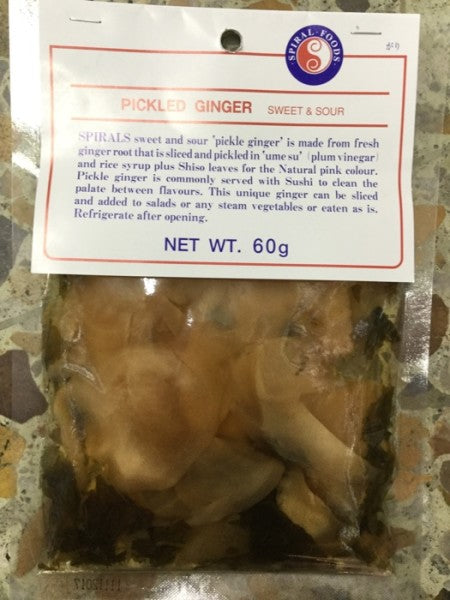 SPIRAL·FOODS
PICKLED GINGER SWEET & SOUR
SPIRALS sweet and sour 'pickle ginger' is made from fresh
ginger root that is sliced and pickled in 'ume su' (plum vinegar)
and rice syrup plus Shiso leaves for the Natural pink colour.
Pickle ginger is commonly served with Sushi to clean the
palate between flavours. This unique ginger can be sliced
and added to salads or any steam vegetables or eaten as is.
Refrigerate after opening.
NET WT. 60g
11112017